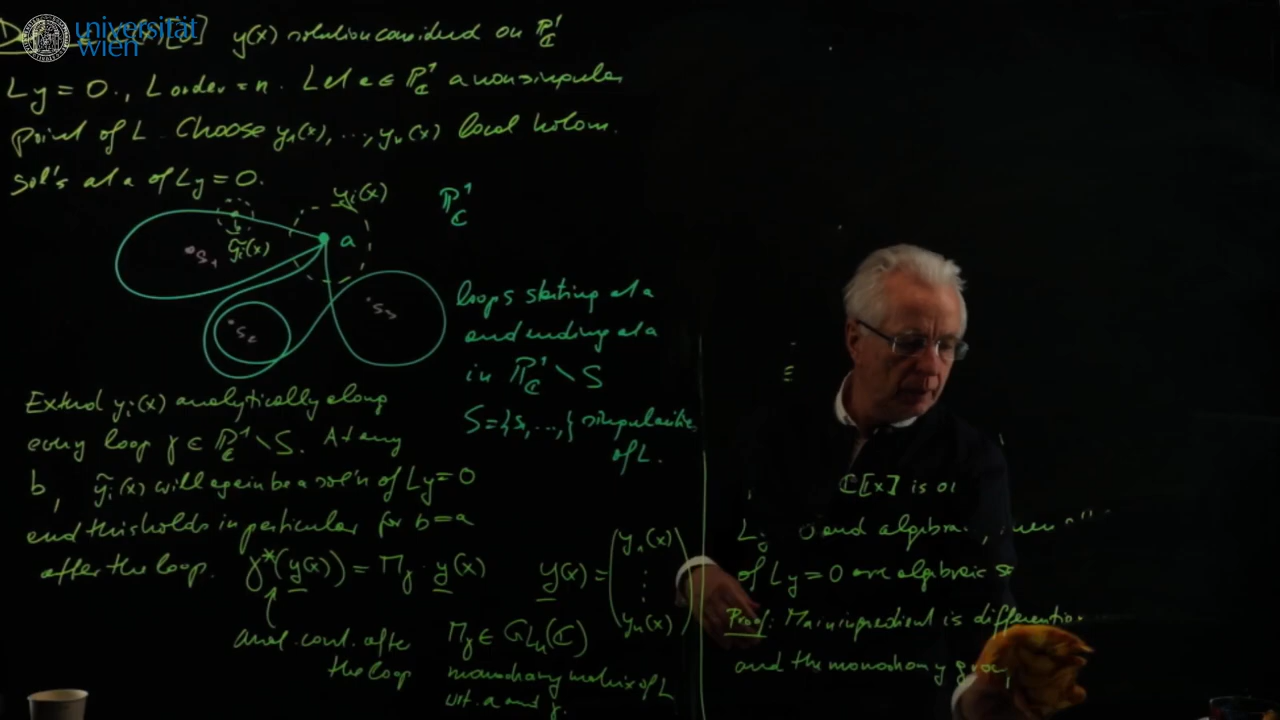 universität
wien
y(x) solution considered on ℙ¹_ℂ
Ly = 0., L order = n. Let a ∈ ℙ¹_ℂ a nonsingular
point of L. Choose y₁(x), ..., yₙ(x) local holom.
sol's at a of Ly = 0.
yᵢ(x)
ℙ¹_ℂ
a
b
ỹᵢ(x)
s₁
s₂
s₃
loops starting at a
and ending at a
in ℙ¹_ℂ \ S
S = {s₁, ..., { singularities
of L.
Extend yᵢ(x) analytically along
every loop γ ∈ ℙ¹_ℂ \ S. At any
b, ỹᵢ(x) will again be a sol'n of Ly = 0
and this holds in particular for b = a
after the loop. γ*(y(x)) = Mγ · y(x)
y(x) = (y₁(x) ⋮ yₙ(x))
anal. cont. after
the loop
Mγ ∈ GLₙ(ℂ)
monodromy matrix of L
wrt. a and γ.
ℂ[x] is
and algebra
of Ly = 0 are algebraic
Proof: Main ingredient is differentia
and the monodromy